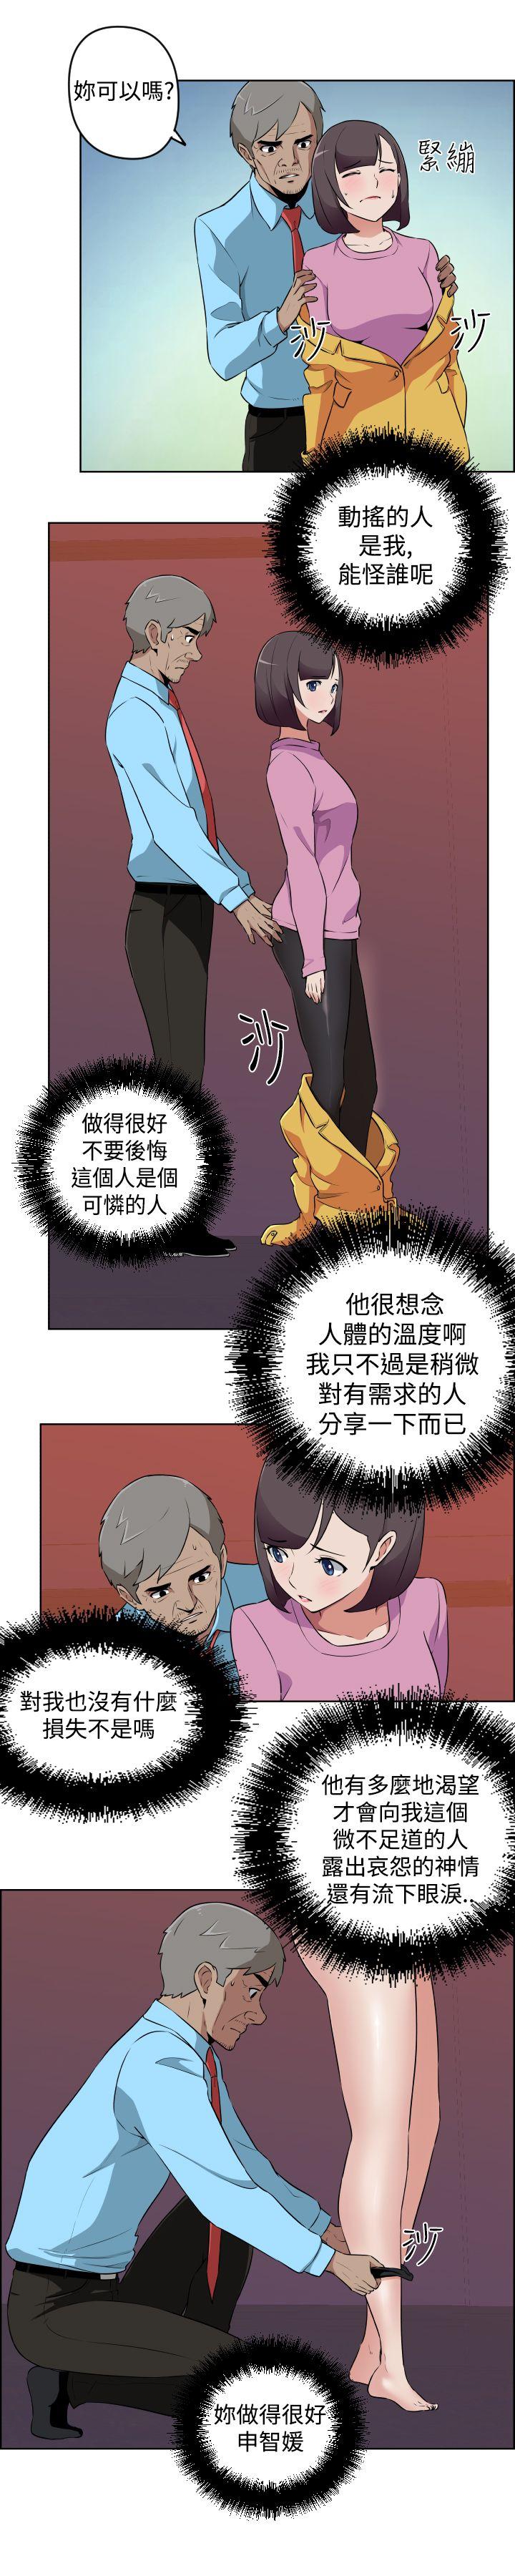 妳可以嗎?
緊繃
沙
沙
動搖的人
是我,
能怪誰呢
沙
做得很好
不要後悔
這個人是個
可憐的人
他很想念
人體的溫度啊
我只不過是稍微
對有需求的人
分享一下而已
對我也沒有什麼
損失不是嗎
他有多麼地渴望
才會向我這個
微不足道的人
露出哀怨的神情
還有流下眼淚..
沙
妳做得很好
申智媛